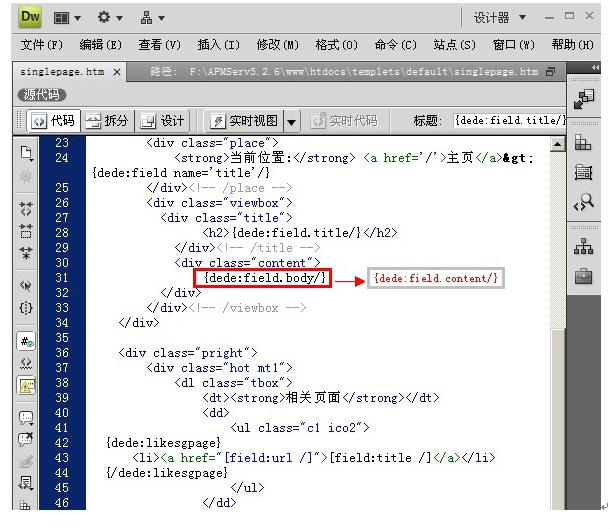 Dw
设计器
文件(F) 编辑(E) 查看(V) 插入(I) 修改(M) 格式(O) 命令(C) 站点(S) 窗口(W) 帮助(H)
singlepage.htm 路径: F:\APMServ5.2.6\www\htdocs\templets\default\singlepage.htm
源代码
代码 拆分 设计 实时视图 实时代码 标题: {dede:field.title/}
23 <div class="place">
24 <strong>当前位置:</strong> <a href='/'>主页</a>&gt;
{dede:field name='title'/}
25 </div><!-- /place -->
26 <div class="viewbox">
27 <div class="title">
28 <h2>{dede:field.title/}</h2>
29 </div><!-- /title -->
30 <div class="content">
31 {dede:field.body/} {dede:field.content/}
32 </div>
33 </div><!-- /viewbox -->
34 </div>
35
36 <div class="pright">
37 <div class="hot mt1">
38 <dl class="tbox">
39 <dt><strong>相关页面</strong></dt>
40 <dd>
41 <ul class="c1 ico2">
42 {dede:likesgpage}
43 <li><a href="[field:url /]">[field:title /]</a></li>
44 {/dede:likesgpage}
45 </ul>
46 </dd>